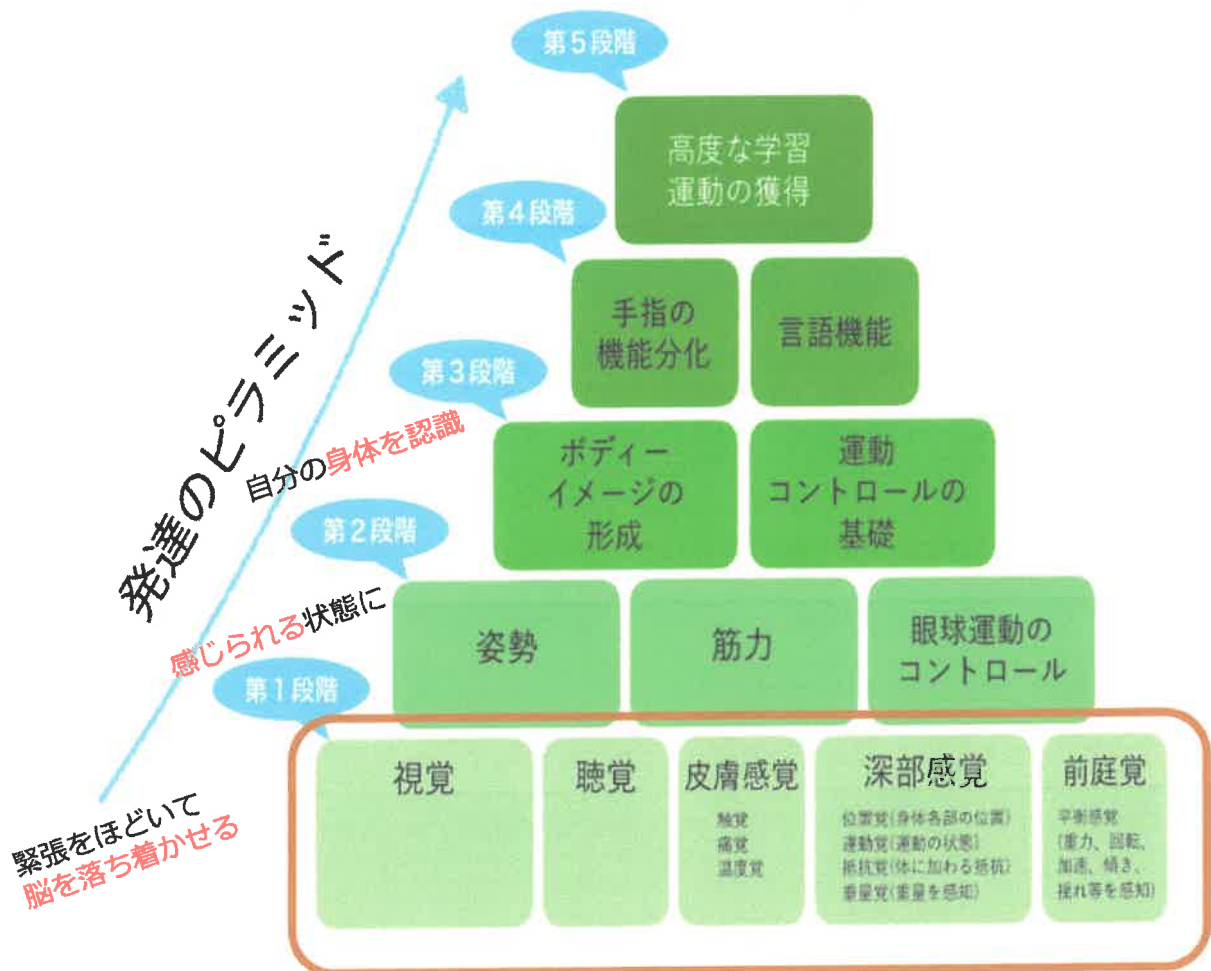 第5段階
高度な学習
運動の獲得
第4段階
手指の
機能分化
言語機能
第3段階
ボディー
イメージの
形成
運動
コントロールの
基礎
発達のピラミッド
自分の身体を認識
第2段階
姿勢
筋力
眼球運動の
コントロール
感じられる状態に
第1段階
視覚
聴覚
皮膚感覚
触覚
痛覚
温度覚
深部感覚
位置覚(身体各部の位置)
運動覚(運動の状態)
抵抗覚(体に加わる抵抗)
重量覚(重量を感知)
前庭覚
平衡感覚
(重力、回転、
加速、傾き、
揺れ等を感知)
緊張をほどいて
脳を落ち着かせる